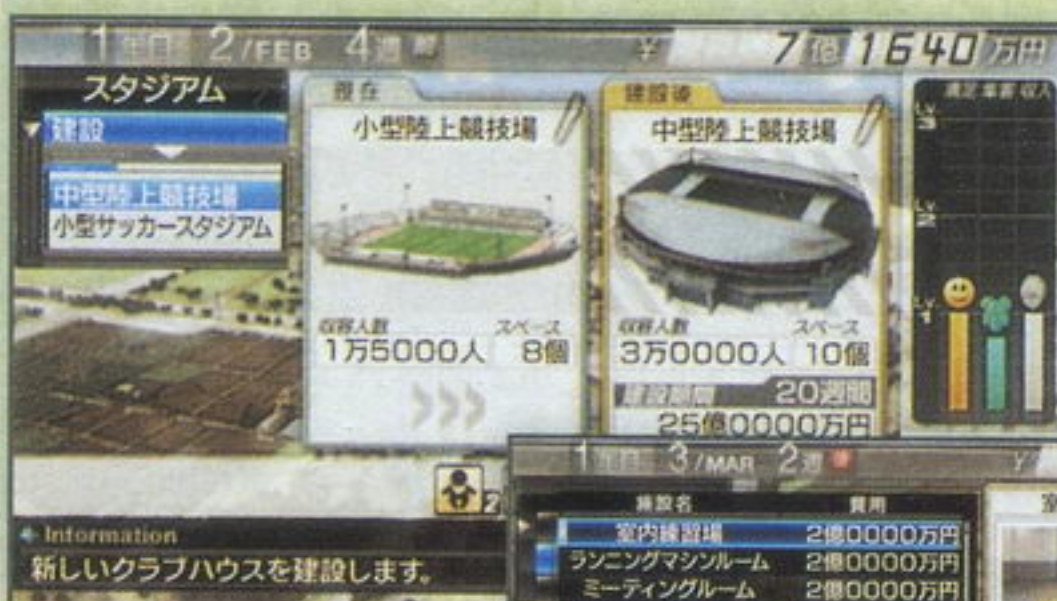 1年目 2/FEB 4週
¥ 7億1640万円
スタジアム
建設
中型陸上競技場
小型サッカースタジアム
現在
小型陸上競技場
収容人数 スペース
1万5000人 8個
建設後
中型陸上競技場
収容人数 スペース
3万0000人 10個
建設期間 20週間
25億0000万円
満足 集客 収入
Information
新しいクラブハウスを建設します。
1年目 3/MAR 2週
¥
施設名 費用
室内練習場 2億0000万円
ランニングマシンルーム 2億0000万円
ミーティングルーム 2億0000万円